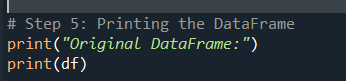 # Step 5: Printing the DataFrame
print("Original DataFrame:")
print(df)